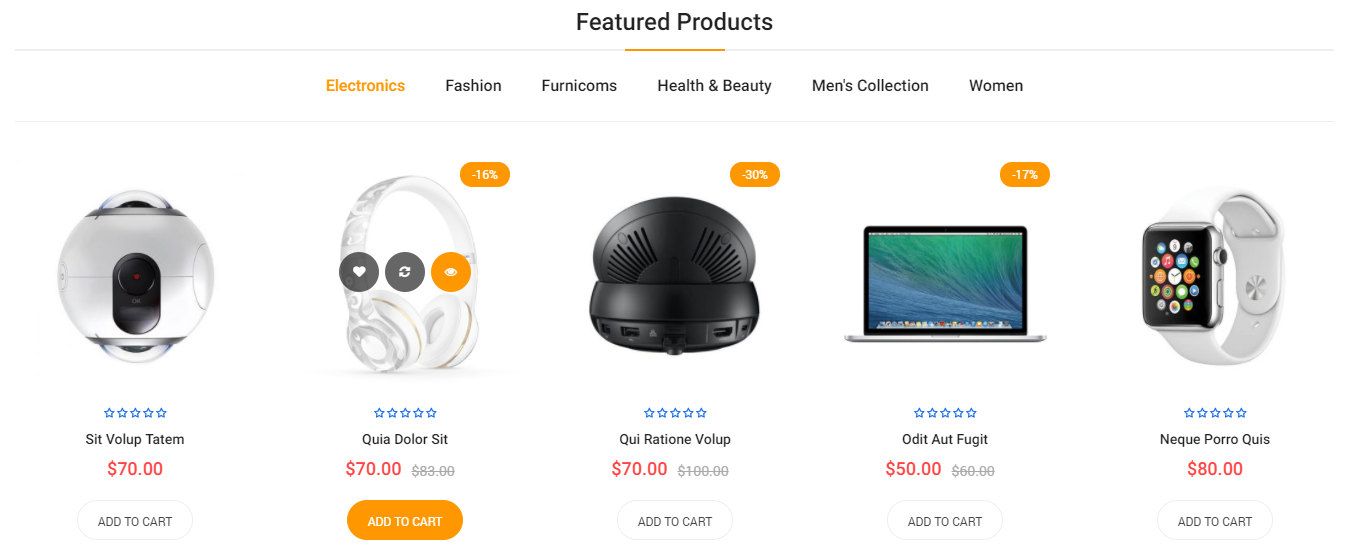 Featured Products
Electronics Fashion Furnicoms Health & Beauty Men's Collection Women
-16% -30% -17%
OK
Sit Volup Tatem Quia Dolor Sit Qui Ratione Volup Odit Aut Fugit Neque Porro Quis
$70.00 $70.00 $83.00 $70.00 $100.00 $50.00 $60.00 $80.00
ADD TO CART ADD TO CART ADD TO CART ADD TO CART ADD TO CART